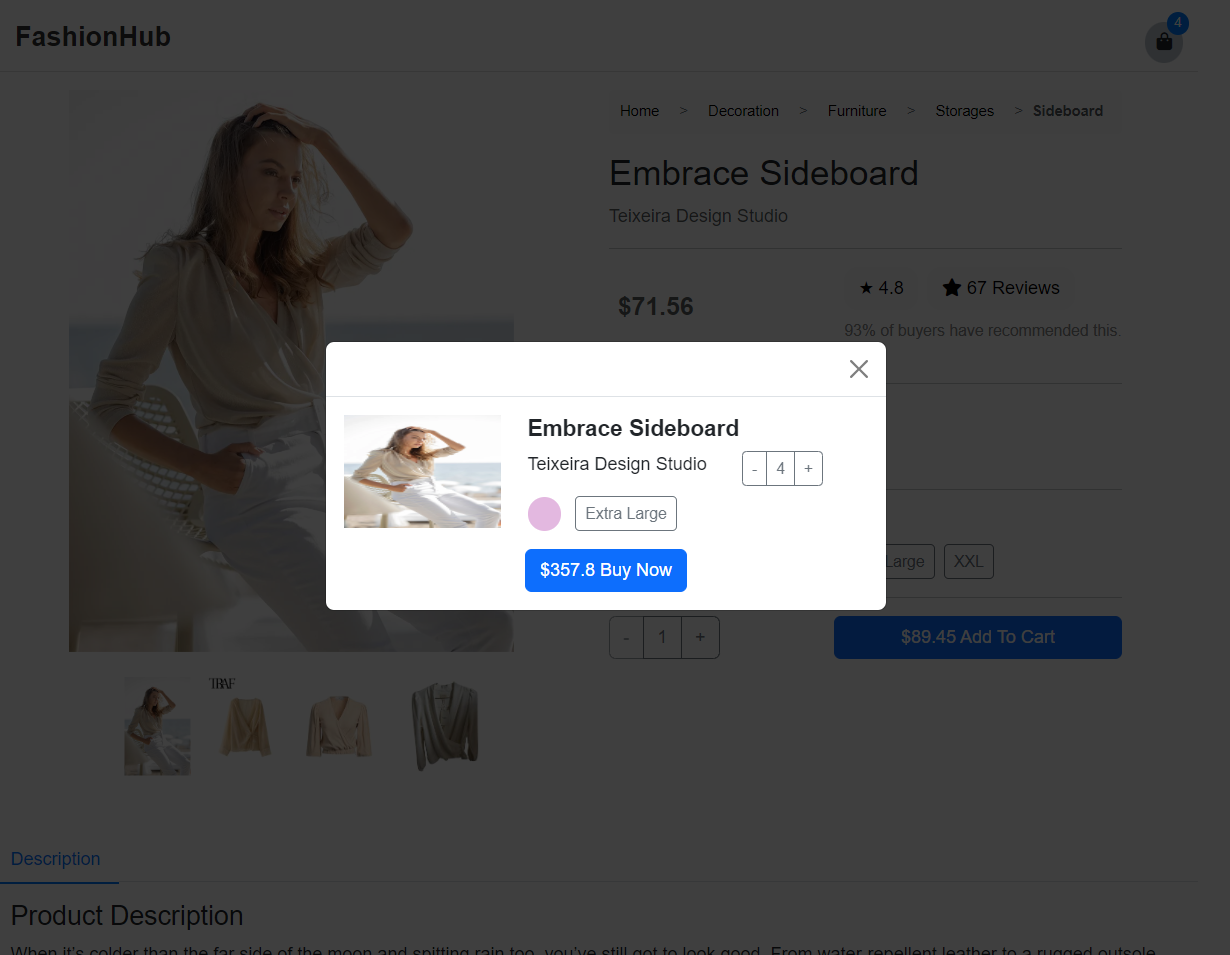 FashionHub
4
Home > Decoration > Furniture > Storages > Sideboard
Embrace Sideboard
Teixeira Design Studio
★ 4.8
★ 67 Reviews
$71.56
93% of buyers have recommended this.
Embrace Sideboard
Teixeira Design Studio
- 4 +
Extra Large
$357.8 Buy Now
Large
XXL
- 1 +
$89.45 Add To Cart
Description
Product Description
When it's colder than the far side of the moon and spitting rain too, you've still got to look good. From water-repellent leather to a rugged outsole,